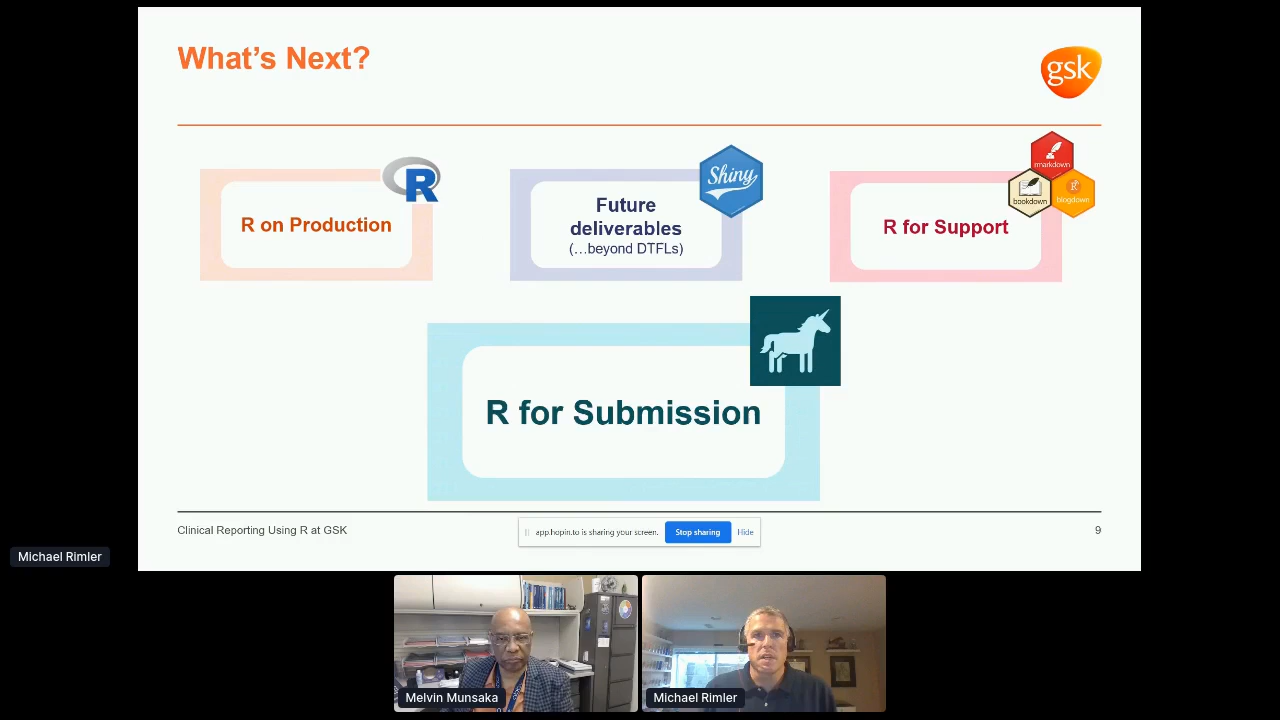 What's Next?
gsk
R
R on Production
Shiny
Future
deliverables
(…beyond DTFLs)
rmarkdown
bookdown
blogdown
R for Support
R for Submission
Clinical Reporting Using R at GSK
app.hopin.to is sharing your screen.
Stop sharing
Hide
9
Michael Rimler
Melvin Munsaka
Michael Rimler